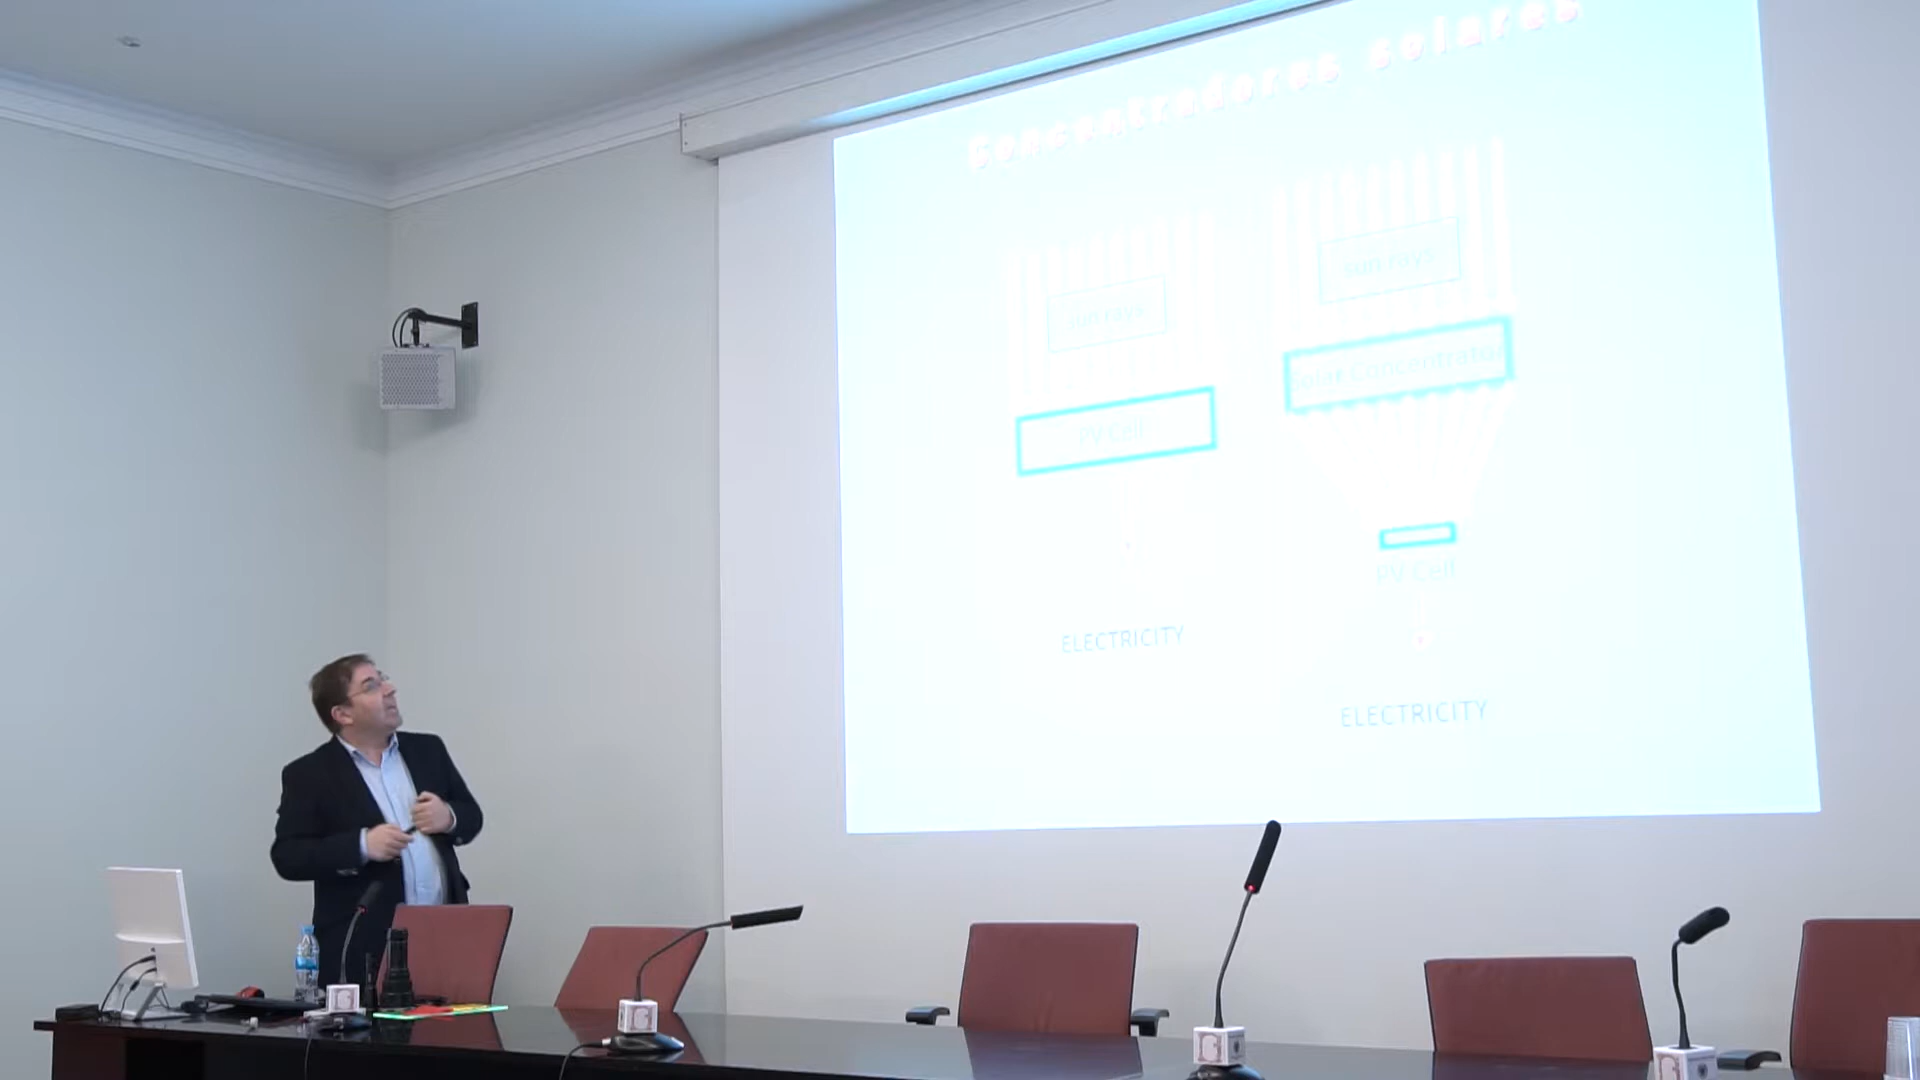 Concentradores solares
sun rays
PV Cell
ELECTRICITY
sun rays
Solar Concentrator
PV Cell
ELECTRICITY